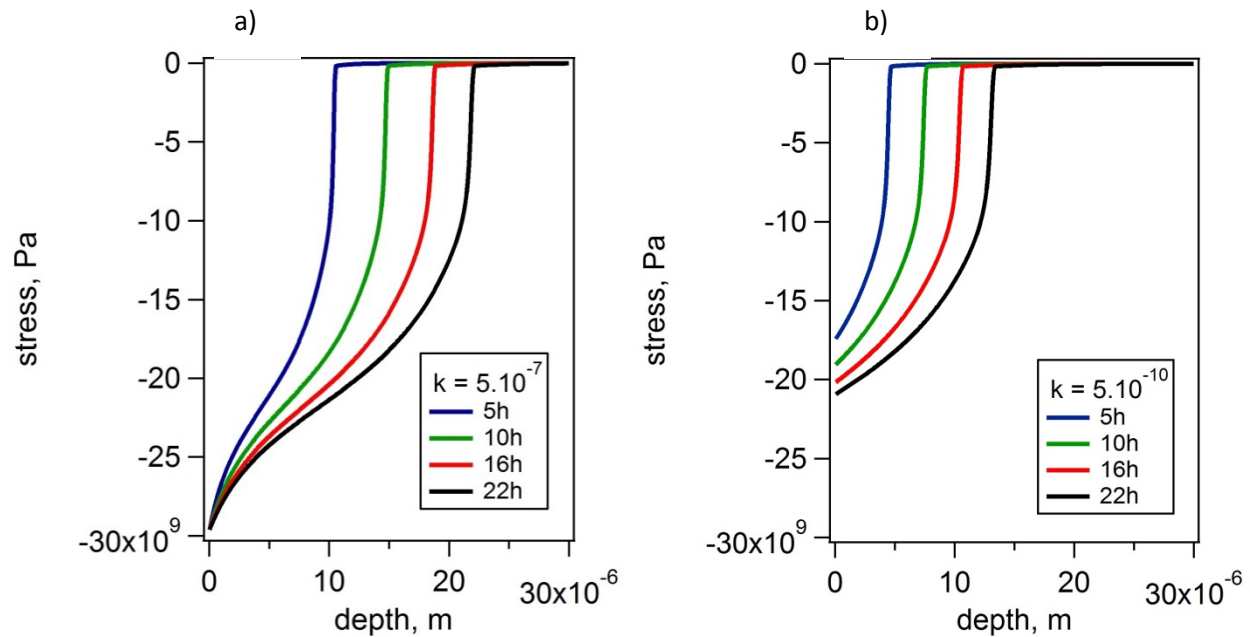 a)
0
-5
-10
-15
-20
-25
-30x10⁹
stress, Pa
k = 5.10⁻⁷
5h
10h
16h
22h
0
10
20
30x10⁻⁶
depth, m
b)
0
-5
-10
-15
-20
-25
-30x10⁹
stress, Pa
k = 5.10⁻¹⁰
5h
10h
16h
22h
0
10
20
30x10⁻⁶
depth, m